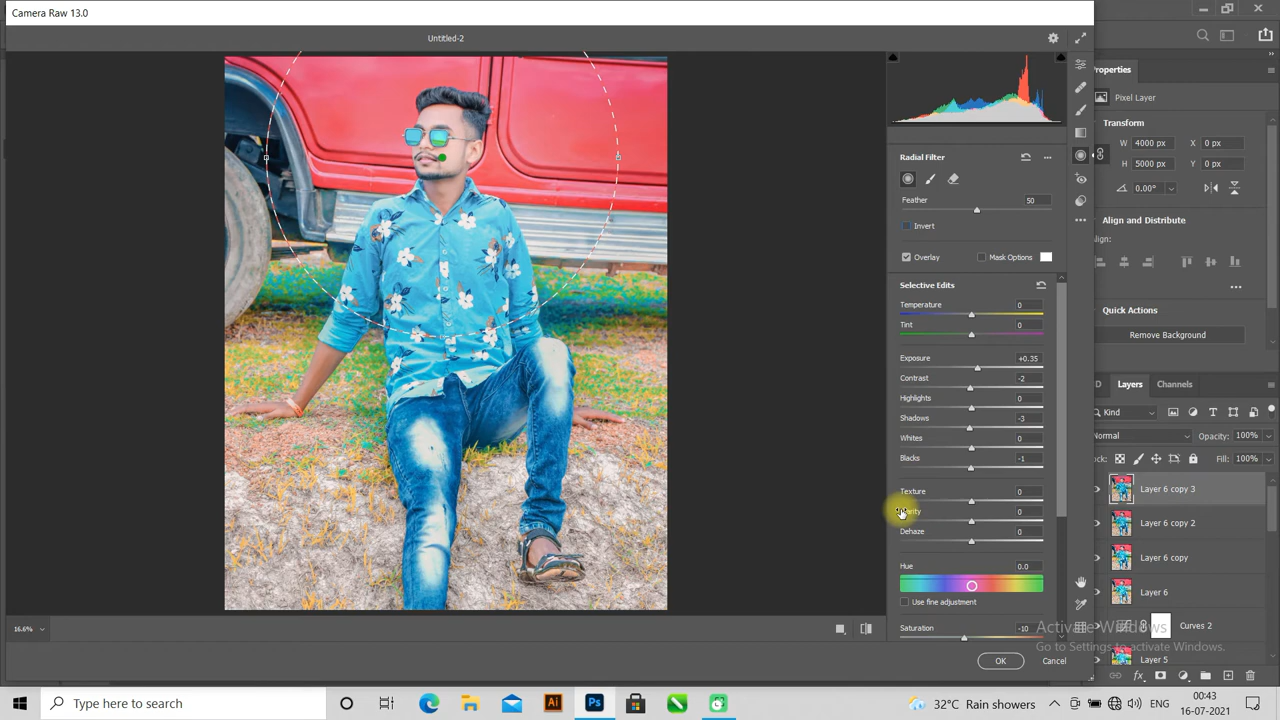 Camera Raw 13.0
Untitled-2
Properties
Pixel Layer
Transform
W 4000 px X 0 px
H 5000 px Y 0 px
0.00°
Align and Distribute
Align:
Quick Actions
Remove Background
Layers Channels
Kind
Normal Opacity: 100%
Fill: 100%
Layer 6 copy 3
Layer 6 copy 2
Layer 6 copy
Layer 6
Curves 2
Layer 5
Radial Filter
Feather 50
Invert
Overlay Mask Options
Selective Edits
Temperature 0
Tint 0
Exposure +0.35
Contrast -2
Highlights 0
Shadows -3
Whites 0
Blacks -1
Texture 0
Clarity 0
Dehaze 0
Hue 0.0
Use fine adjustment
Saturation -10
16.6%
OK Cancel
Activate Windows
Go to Settings to activate Windows.
Type here to search
Ai
Ps
32°C Rain showers
ENG
00:43
16-07-2021